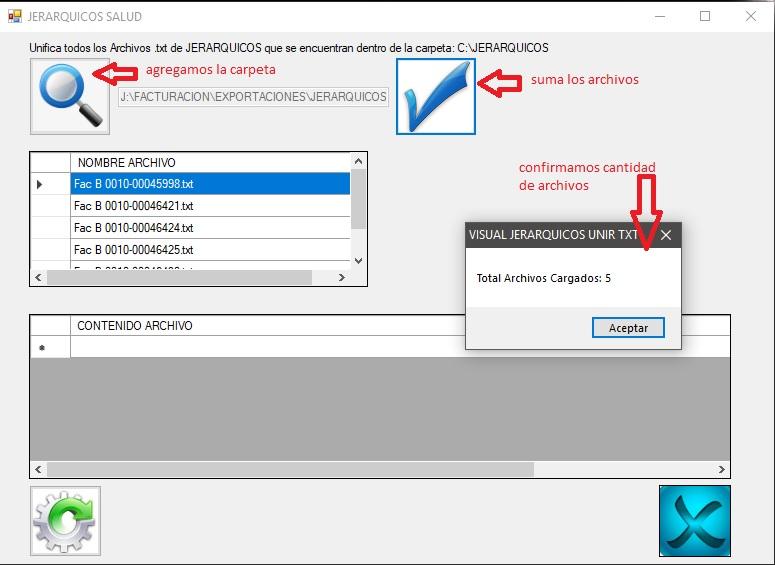 JERARQUICOS SALUD
Unifica todos los Archivos .txt de JERARQUICOS que se encuentran dentro de la carpeta: C:\JERARQUICOS
agregamos la carpeta
suma los archivos
J:\FACTURACION\EXPORTACIONES\JERARQUICOS
NOMBRE ARCHIVO
Fac B 0010-00045998.txt
Fac B 0010-00046421.txt
Fac B 0010-00046424.txt
Fac B 0010-00046425.txt
confirmamos cantidad
de archivos
VISUAL JERARQUICOS UNIR TXT
Total Archivos Cargados: 5
Aceptar
CONTENIDO ARCHIVO